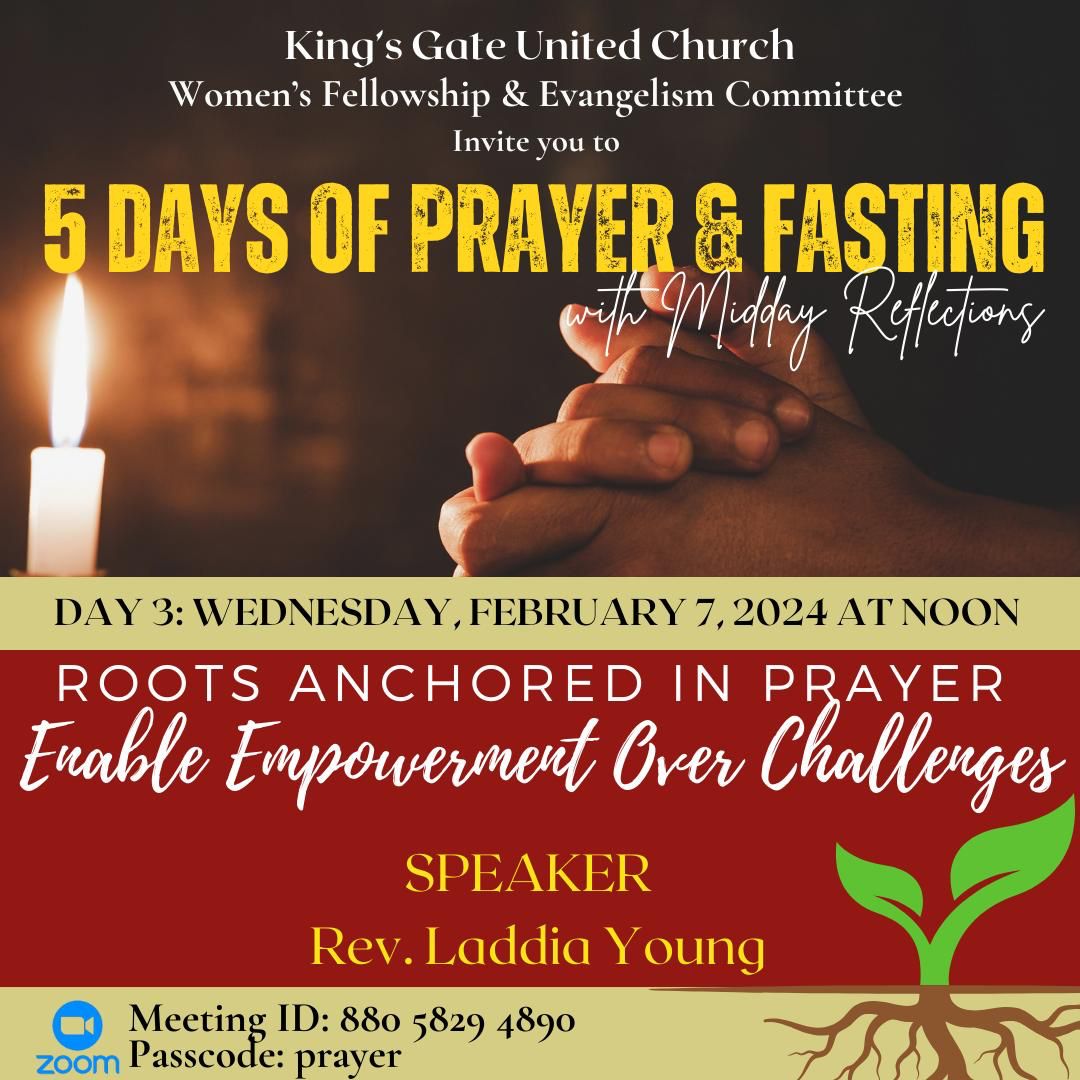 King's Gate United Church
Women's Fellowship & Evangelism Committee
Invite you to
5 DAYS OF PRAYER & FASTING
with Midday Reflections
DAY 3: WEDNESDAY, FEBRUARY 7, 2024 AT NOON
ROOTS ANCHORED IN PRAYER
Enable Empowerment Over Challenges
SPEAKER
Rev. Laddia Young
Meeting ID: 880 5829 4890
zoom Passcode: prayer